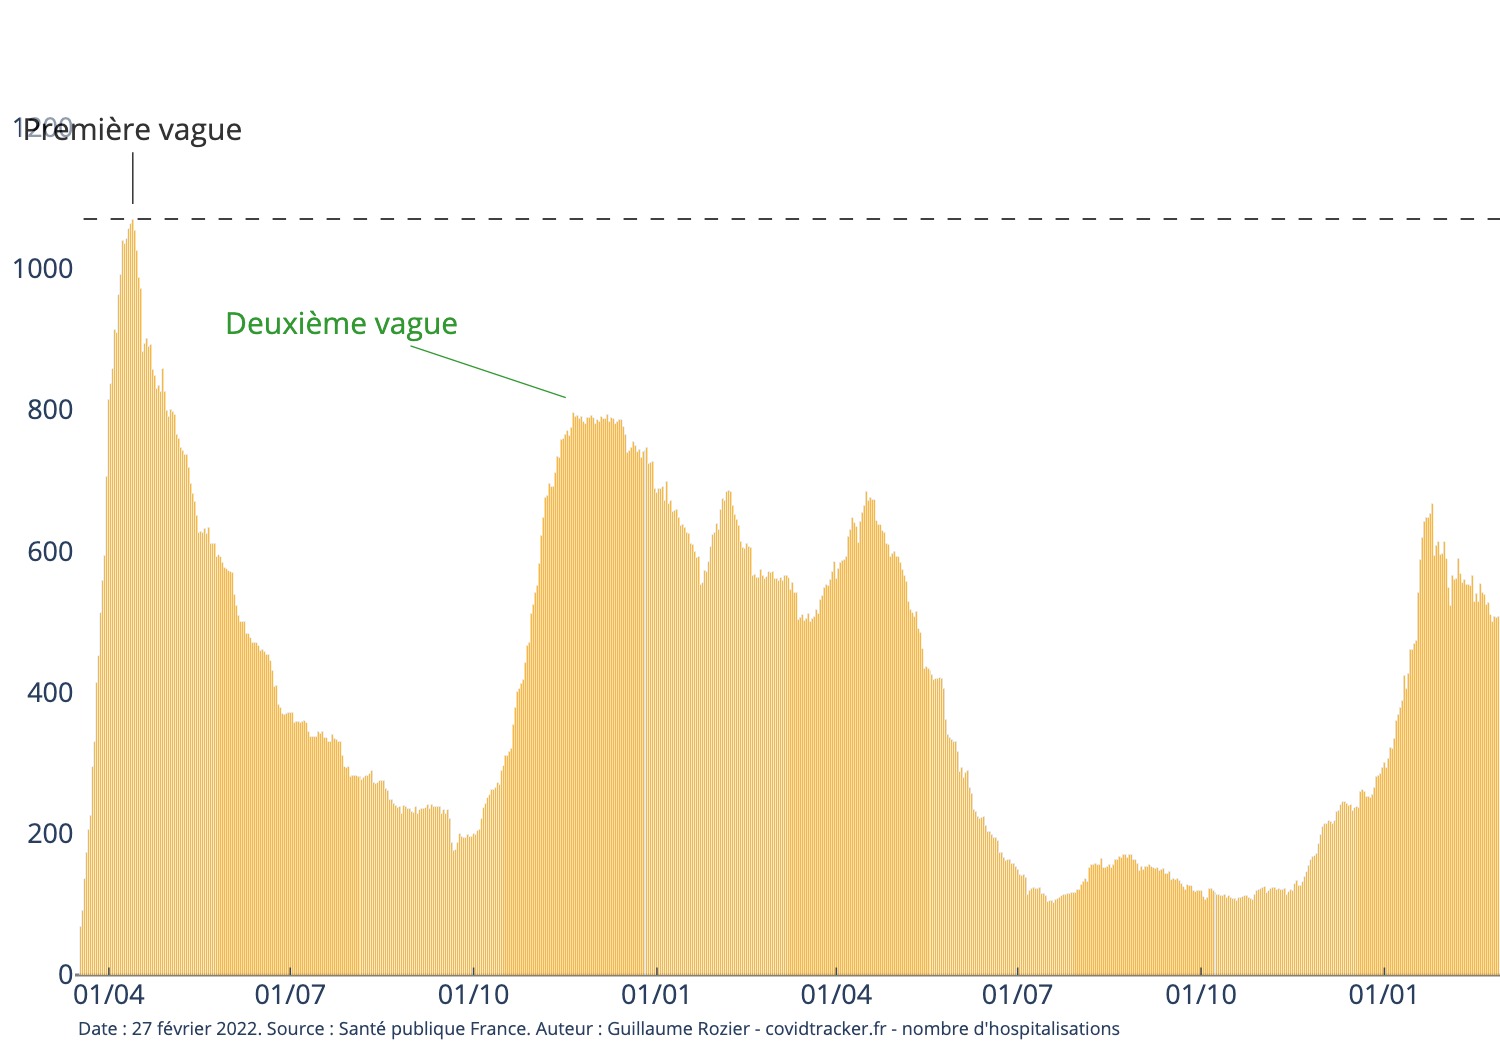 1200
Première vague
1000
Deuxième vague
800
600
400
200
0
01/04 01/07 01/10 01/01 01/04 01/07 01/10 01/01
Date : 27 février 2022. Source : Santé publique France. Auteur : Guillaume Rozier - covidtracker.fr - nombre d'hospitalisations